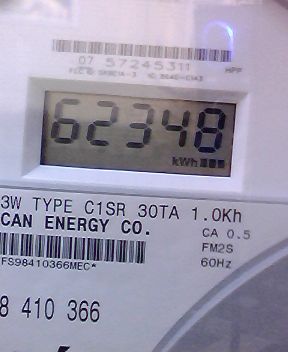 07 57245311
HPP
62348
kWh
3W TYPE C1SR 30TA 1.0Kh
CAN ENERGY CO.
CA 0.5
FM2S
60Hz
FS98410366MEC*
8 410 366